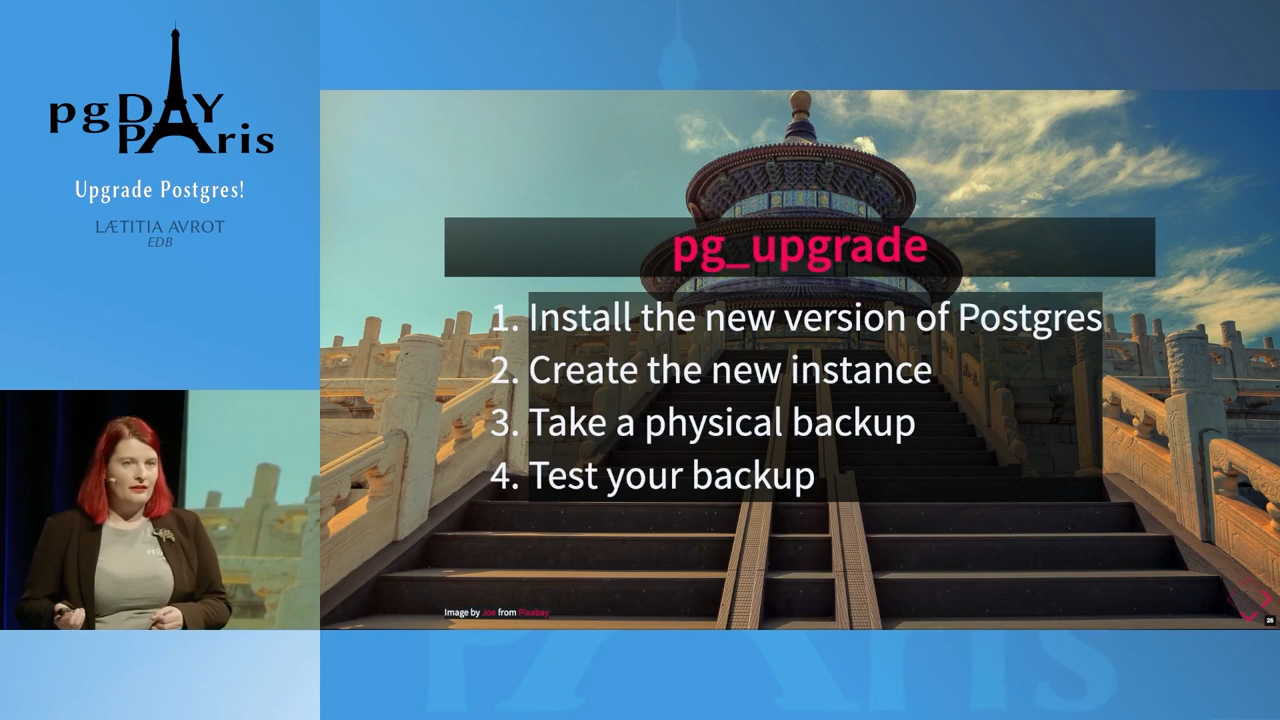 pgDAY
PAris
Upgrade Postgres!
LÆTITIA AVROT
EDB
pg_upgrade
1. Install the new version of Postgres
2. Create the new instance
3. Take a physical backup
4. Test your backup
Image by Joe from Pixabay
26